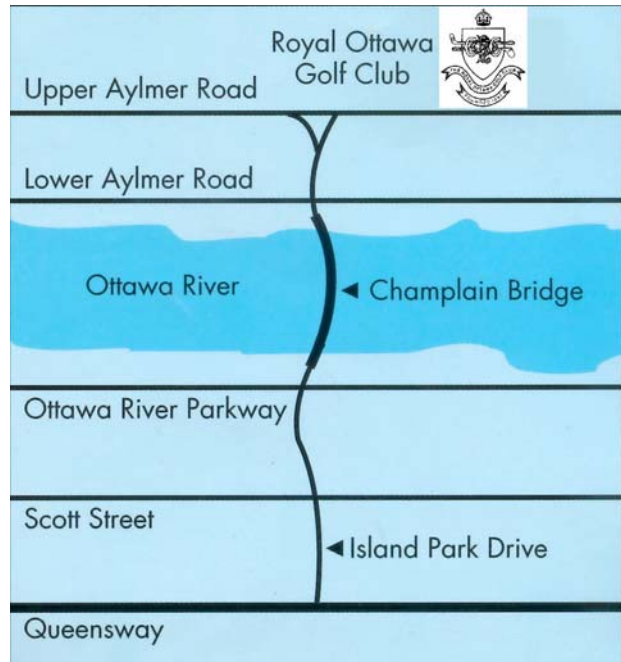 Royal Ottawa
Golf Club
Upper Aylmer Road
Lower Aylmer Road
Ottawa River
Champlain Bridge
Ottawa River Parkway
Scott Street
Island Park Drive
Queensway